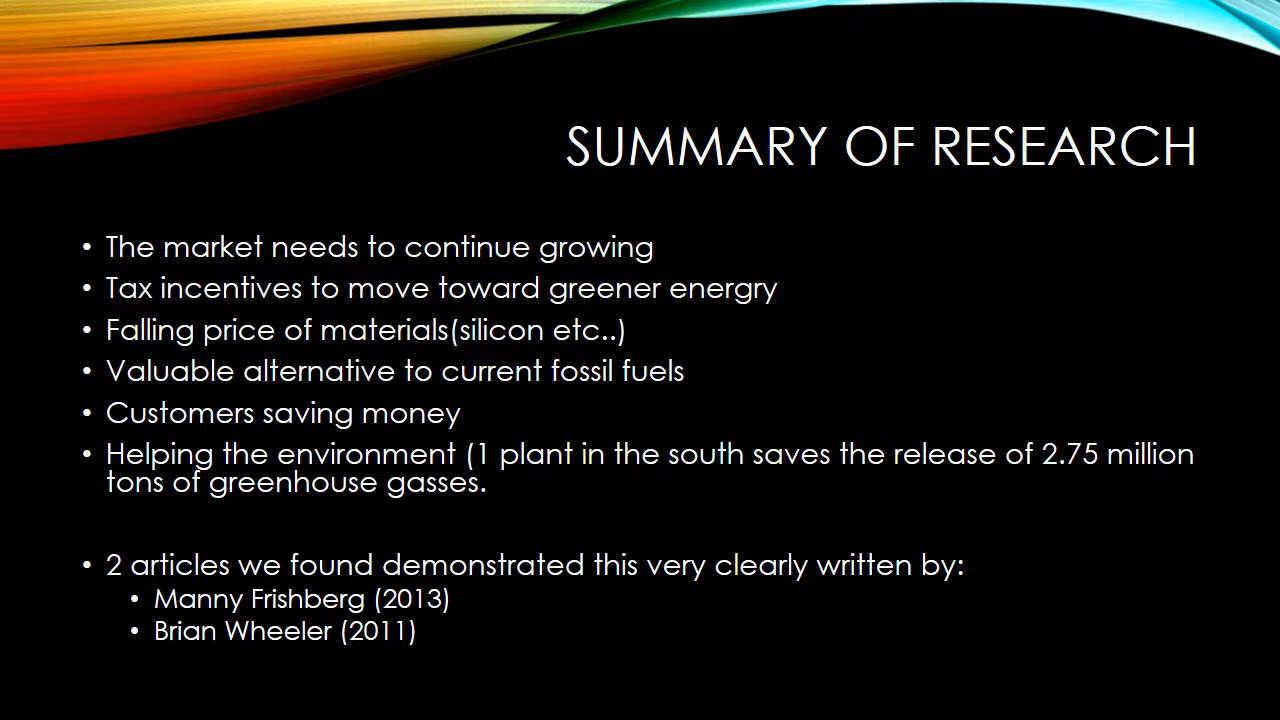 SUMMARY OF RESEARCH
• The market needs to continue growing
• Tax incentives to move toward greener energry
• Falling price of materials(silicon etc..)
• Valuable alternative to current fossil fuels
• Customers saving money
• Helping the environment (1 plant in the south saves the release of 2.75 million
tons of greenhouse gasses.
• 2 articles we found demonstrated this very clearly written by:
• Manny Frishberg (2013)
• Brian Wheeler (2011)